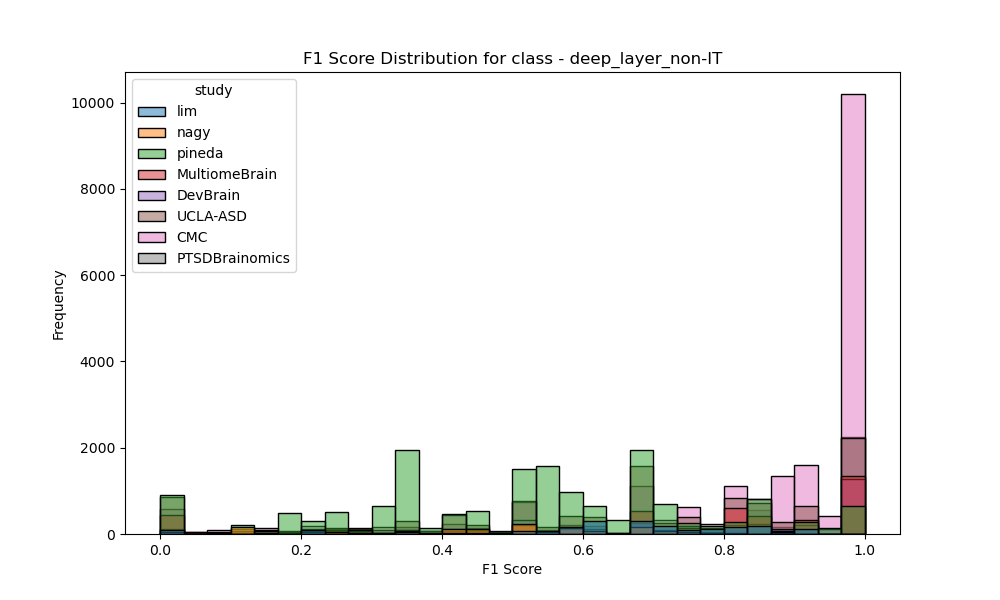 F1 Score Distribution for class - deep_layer_non-IT
study
lim
nagy
pineda
MultiomeBrain
DevBrain
UCLA-ASD
CMC
PTSDBrainomics
10000
8000
6000
4000
2000
0
Frequency
0.0 0.2 0.4 0.6 0.8 1.0
F1 Score